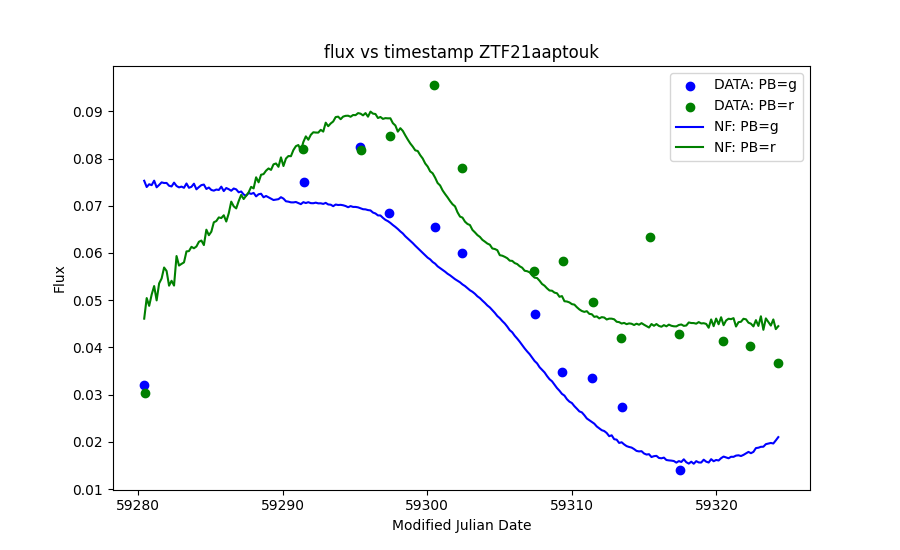 flux vs timestamp ZTF21aaptouk
DATA: PB=g
DATA: PB=r
NF: PB=g
NF: PB=r
0.09
0.08
0.07
0.06
0.05
0.04
0.03
0.02
0.01
Flux
59280
59290
59300
59310
59320
Modified Julian Date